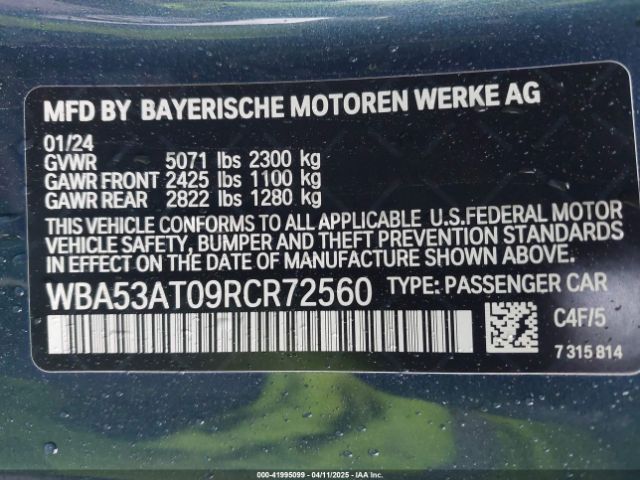 MFD BY BAYERISCHE MOTOREN WERKE AG
01/24
GVWR 5071 lbs 2300 kg
GAWR FRONT 2425 lbs 1100 kg
GAWR REAR 2822 lbs 1280 kg
THIS VEHICLE CONFORMS TO ALL APPLICABLE U.S.FEDERAL MOTOR
VEHICLE SAFETY, BUMPER AND THEFT PREVENTION STANDARDS
IN EFFECT ON THE DATE OF MANUFACTURE SHOWN ABOVE.
WBA53AT09RCR72560 TYPE: PASSENGER CAR
C4F/5
7 315 814
000-41995099 - 04/11/2025 - IAAI, Inc.